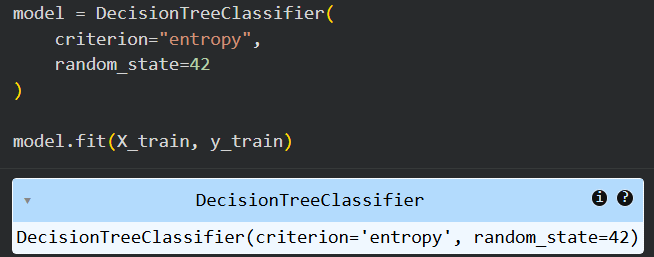 model = DecisionTreeClassifier(
    criterion="entropy",
    random_state=42
)
model.fit(X_train, y_train)
▾ DecisionTreeClassifier i ?
DecisionTreeClassifier(criterion='entropy', random_state=42)